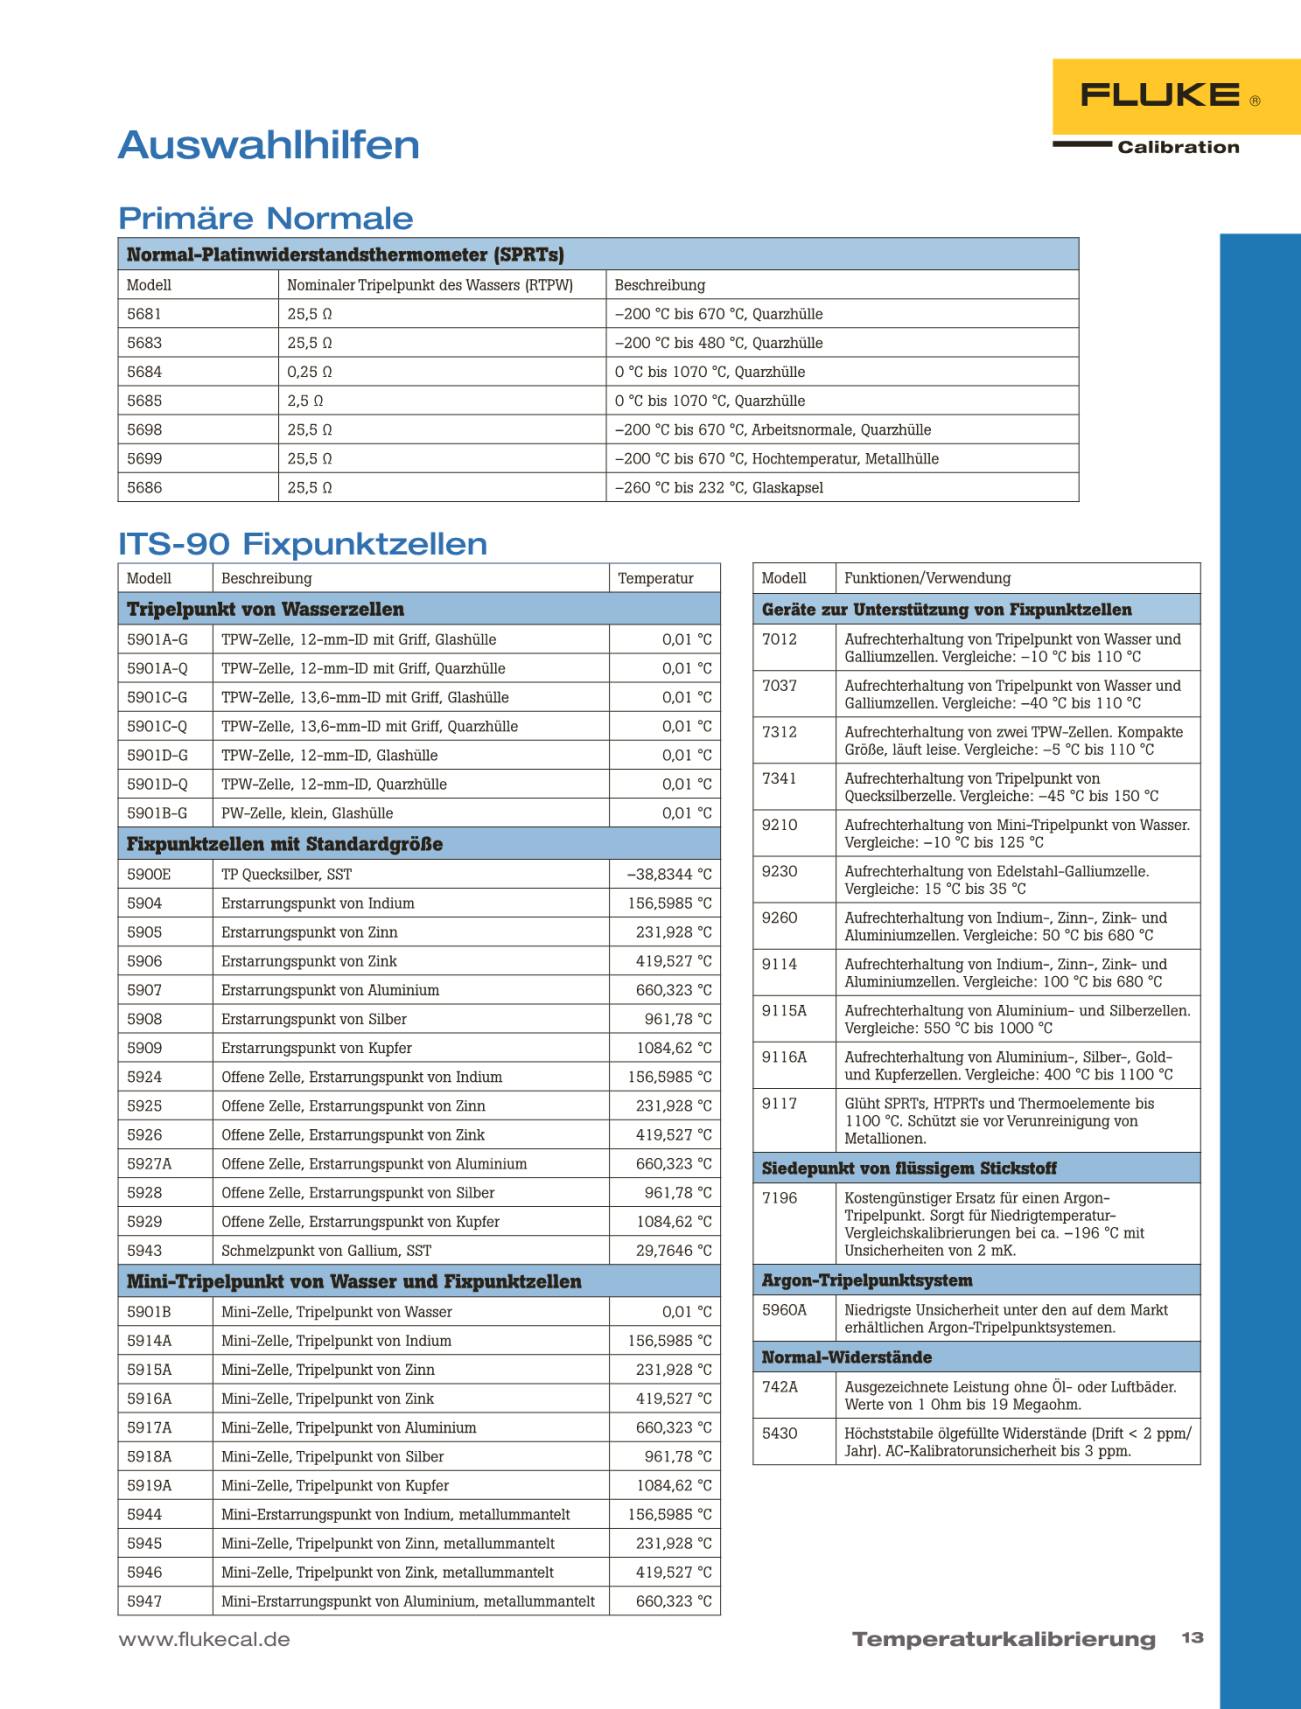 FLUKE ®
Calibration
Auswahlhilfen
Primäre Normale
Normal-Platinwiderstandsthermometer (SPRTs)
Modell Nominaler Tripelpunkt des Wassers (RTPW) Beschreibung
5681 25,5 Ω –200 °C bis 670 °C, Quarzhülle
5683 25,5 Ω –200 °C bis 480 °C, Quarzhülle
5684 0,25 Ω 0 °C bis 1070 °C, Quarzhülle
5685 2,5 Ω 0 °C bis 1070 °C, Quarzhülle
5698 25,5 Ω –200 °C bis 670 °C, Arbeitsnormale, Quarzhülle
5699 25,5 Ω –200 °C bis 670 °C, Hochtemperatur, Metallhülle
5686 25,5 Ω –260 °C bis 232 °C, Glaskapsel
ITS-90 Fixpunktzellen
Modell Beschreibung Temperatur
Tripelpunkt von Wasserzellen
5901A-G TPW-Zelle, 12-mm-ID mit Griff, Glashülle 0,01 °C
5901A-Q TPW-Zelle, 12-mm-ID mit Griff, Quarzhülle 0,01 °C
5901C-G TPW-Zelle, 13,6-mm-ID mit Griff, Glashülle 0,01 °C
5901C-Q TPW-Zelle, 13,6-mm-ID mit Griff, Quarzhülle 0,01 °C
5901D-G TPW-Zelle, 12-mm-ID, Glashülle 0,01 °C
5901D-Q TPW-Zelle, 12-mm-ID, Quarzhülle 0,01 °C
5901B-G PW-Zelle, klein, Glashülle 0,01 °C
Fixpunktzellen mit Standardgröße
5900E TP Quecksilber, SST –38,8344 °C
5904 Erstarrungspunkt von Indium 156,5985 °C
5905 Erstarrungspunkt von Zinn 231,928 °C
5906 Erstarrungspunkt von Zink 419,527 °C
5907 Erstarrungspunkt von Aluminium 660,323 °C
5908 Erstarrungspunkt von Silber 961,78 °C
5909 Erstarrungspunkt von Kupfer 1084,62 °C
5924 Offene Zelle, Erstarrungspunkt von Indium 156,5985 °C
5925 Offene Zelle, Erstarrungspunkt von Zinn 231,928 °C
5926 Offene Zelle, Erstarrungspunkt von Zink 419,527 °C
5927A Offene Zelle, Erstarrungspunkt von Aluminium 660,323 °C
5928 Offene Zelle, Erstarrungspunkt von Silber 961,78 °C
5929 Offene Zelle, Erstarrungspunkt von Kupfer 1084,62 °C
5943 Schmelzpunkt von Gallium, SST 29,7646 °C
Mini-Tripelpunkt von Wasser und Fixpunktzellen
5901B Mini-Zelle, Tripelpunkt von Wasser 0,01 °C
5914A Mini-Zelle, Tripelpunkt von Indium 156,5985 °C
5915A Mini-Zelle, Tripelpunkt von Zinn 231,928 °C
5916A Mini-Zelle, Tripelpunkt von Zink 419,527 °C
5917A Mini-Zelle, Tripelpunkt von Aluminium 660,323 °C
5918A Mini-Zelle, Tripelpunkt von Silber 961,78 °C
5919A Mini-Zelle, Tripelpunkt von Kupfer 1084,62 °C
5944 Mini-Erstarrungspunkt von Indium, metallummantelt 156,5985 °C
5945 Mini-Zelle, Tripelpunkt von Zinn, metallummantelt 231,928 °C
5946 Mini-Zelle, Tripelpunkt von Zink, metallummantelt 419,527 °C
5947 Mini-Erstarrungspunkt von Aluminium, metallummantelt 660,323 °C
Modell Funktionen/Verwendung
Geräte zur Unterstützung von Fixpunktzellen
7012 Aufrechterhaltung von Tripelpunkt von Wasser und
Galliumzellen. Vergleiche: –10 °C bis 110 °C
7037 Aufrechterhaltung von Tripelpunkt von Wasser und
Galliumzellen. Vergleiche: –40 °C bis 110 °C
7312 Aufrechterhaltung von zwei TPW-Zellen. Kompakte
Größe, läuft leise. Vergleiche: –5 °C bis 110 °C
7341 Aufrechterhaltung von Tripelpunkt von
Quecksilberzelle. Vergleiche: –45 °C bis 150 °C
9210 Aufrechterhaltung von Mini-Tripelpunkt von Wasser.
Vergleiche: –10 °C bis 125 °C
9230 Aufrechterhaltung von Edelstahl-Galliumzelle.
Vergleiche: 15 °C bis 35 °C
9260 Aufrechterhaltung von Indium-, Zinn-, Zink- und
Aluminiumzellen. Vergleiche: 50 °C bis 680 °C
9114 Aufrechterhaltung von Indium-, Zinn-, Zink- und
Aluminiumzellen. Vergleiche: 100 °C bis 680 °C
9115A Aufrechterhaltung von Aluminium- und Silberzellen.
Vergleiche: 550 °C bis 1000 °C
9116A Aufrechterhaltung von Aluminium-, Silber-, Gold-
und Kupferzellen. Vergleiche: 400 °C bis 1100 °C
9117 Glüht SPRTs, HTPRTs und Thermoelemente bis
1100 °C. Schützt sie vor Verunreinigung von
Metallionen.
Siedepunkt von flüssigem Stickstoff
7196 Kostengünstiger Ersatz für einen Argon-
Tripelpunkt. Sorgt für Niedrigtemperatur-
Vergleichskalibrierungen bei ca. –196 °C mit
Unsicherheiten von 2 mK.
Argon-Tripelpunktsystem
5960A Niedrigste Unsicherheit unter den auf dem Markt
erhältlichen Argon-Tripelpunktsystemen.
Normal-Widerstände
742A Ausgezeichnete Leistung ohne Öl- oder Luftbäder.
Werte von 1 Ohm bis 19 Megaohm.
5430 Höchststabile ölgefüllte Widerstände (Drift < 2 ppm/
Jahr). AC-Kalibratorunsicherheit bis 3 ppm.
www.flukecal.de
Temperaturkalibrierung 13